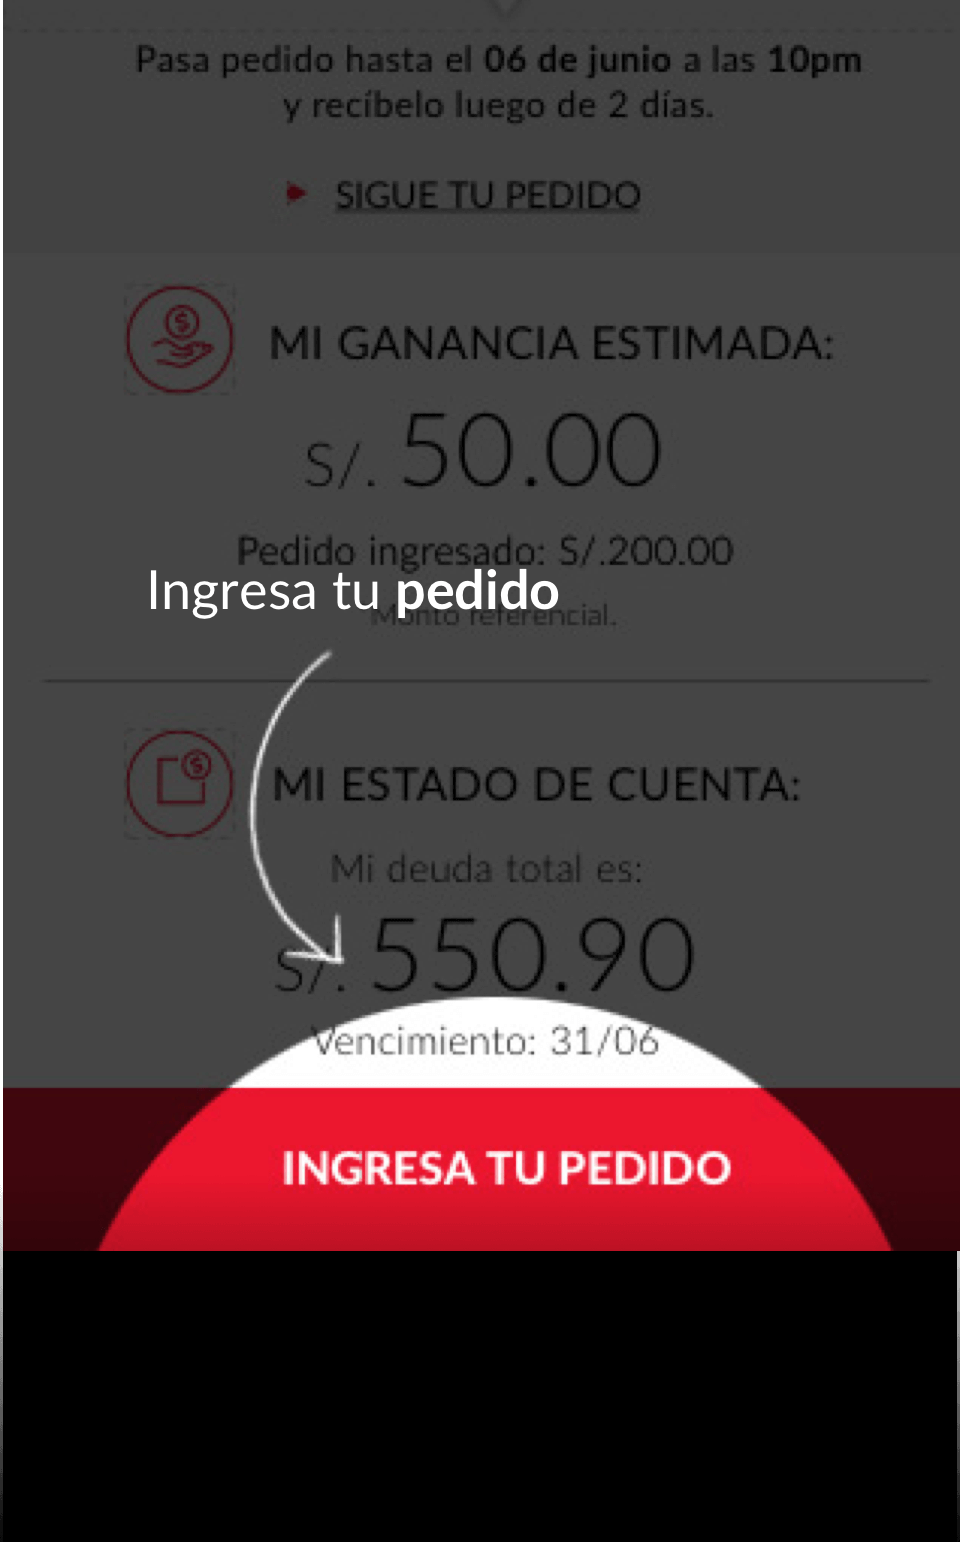 Pasa pedido hasta el 06 de junio a las 10pm
y recíbelo luego de 2 días.
SIGUE TU PEDIDO
MI GANANCIA ESTIMADA:
S/. 50.00
Pedido ingresado: S/.200.00
Ingresa tu pedido
Monto referencial.
MI ESTADO DE CUENTA:
Mi deuda total es:
S/. 550.90
Vencimiento: 31/06
INGRESA TU PEDIDO